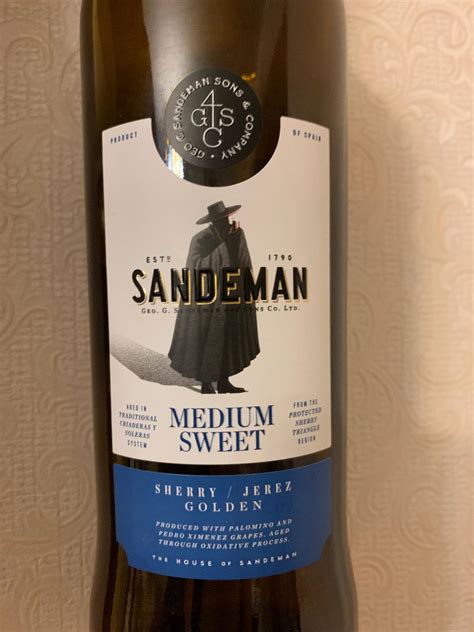 GEO G SANDEMAN SONS & COMPANY
4
GSC
PRODUCT
OF SPAIN
ESTD 1790
SANDEMAN
GEO. G. SANDEMAN AND SONS CO. LTD.
AGED IN
TRADITIONAL
CRIADERAS Y
SOLERAS
SYSTEM
MEDIUM
SWEET
FROM THE
PROTECTED
SHERRY
TRIANGLE
REGION
SHERRY / JEREZ
GOLDEN
PRODUCED WITH PALOMINO AND
PEDRO XIMENEZ GRAPES. AGED
THROUGH OXIDATIVE PROCESS.
THE HOUSE OF SANDEMAN